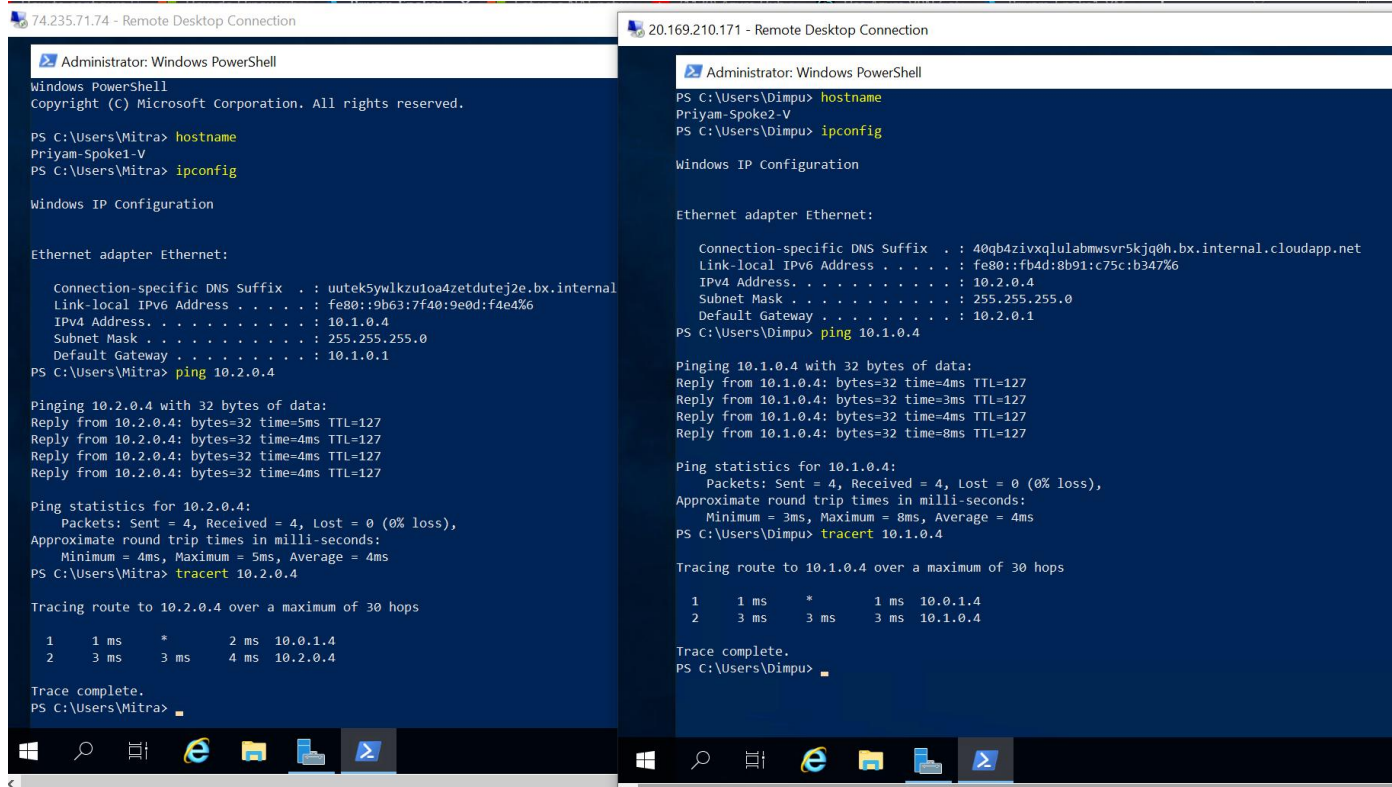 74.235.71.74 - Remote Desktop Connection
Administrator: Windows PowerShell
Windows PowerShell
Copyright (C) Microsoft Corporation. All rights reserved.
PS C:\Users\Mitra> hostname
Priyam-Spoke1-V
PS C:\Users\Mitra> ipconfig
Windows IP Configuration
Ethernet adapter Ethernet:
Connection-specific DNS Suffix . : uutek5ywlkzu1oa4zetdutej2e.bx.internal
Link-local IPv6 Address . . . . . : fe80::9b63:7f40:9e0d:f4e4%6
IPv4 Address. . . . . . . . . . . : 10.1.0.4
Subnet Mask . . . . . . . . . . . : 255.255.255.0
Default Gateway . . . . . . . . . : 10.1.0.1
PS C:\Users\Mitra> ping 10.2.0.4
Pinging 10.2.0.4 with 32 bytes of data:
Reply from 10.2.0.4: bytes=32 time=5ms TTL=127
Reply from 10.2.0.4: bytes=32 time=4ms TTL=127
Reply from 10.2.0.4: bytes=32 time=4ms TTL=127
Reply from 10.2.0.4: bytes=32 time=4ms TTL=127
Ping statistics for 10.2.0.4:
Packets: Sent = 4, Received = 4, Lost = 0 (0% loss),
Approximate round trip times in milli-seconds:
Minimum = 4ms, Maximum = 5ms, Average = 4ms
PS C:\Users\Mitra> tracert 10.2.0.4
Tracing route to 10.2.0.4 over a maximum of 30 hops
1 1 ms * 2 ms 10.0.1.4
2 3 ms 3 ms 4 ms 10.2.0.4
Trace complete.
PS C:\Users\Mitra>
20.169.210.171 - Remote Desktop Connection
Administrator: Windows PowerShell
PS C:\Users\Dimpu> hostname
Priyam-Spoke2-V
PS C:\Users\Dimpu> ipconfig
Windows IP Configuration
Ethernet adapter Ethernet:
Connection-specific DNS Suffix . : 40qb4zivxqlulabmwsvr5kjq0h.bx.internal.cloudapp.net
Link-local IPv6 Address . . . . . : fe80::fb4d:8b91:c75c:b347%6
IPv4 Address. . . . . . . . . . . : 10.2.0.4
Subnet Mask . . . . . . . . . . . : 255.255.255.0
Default Gateway . . . . . . . . . : 10.2.0.1
PS C:\Users\Dimpu> ping 10.1.0.4
Pinging 10.1.0.4 with 32 bytes of data:
Reply from 10.1.0.4: bytes=32 time=4ms TTL=127
Reply from 10.1.0.4: bytes=32 time=3ms TTL=127
Reply from 10.1.0.4: bytes=32 time=4ms TTL=127
Reply from 10.1.0.4: bytes=32 time=8ms TTL=127
Ping statistics for 10.1.0.4:
Packets: Sent = 4, Received = 4, Lost = 0 (0% loss),
Approximate round trip times in milli-seconds:
Minimum = 3ms, Maximum = 8ms, Average = 4ms
PS C:\Users\Dimpu> tracert 10.1.0.4
Tracing route to 10.1.0.4 over a maximum of 30 hops
1 1 ms * 1 ms 10.0.1.4
2 3 ms 3 ms 3 ms 10.1.0.4
Trace complete.
PS C:\Users\Dimpu>